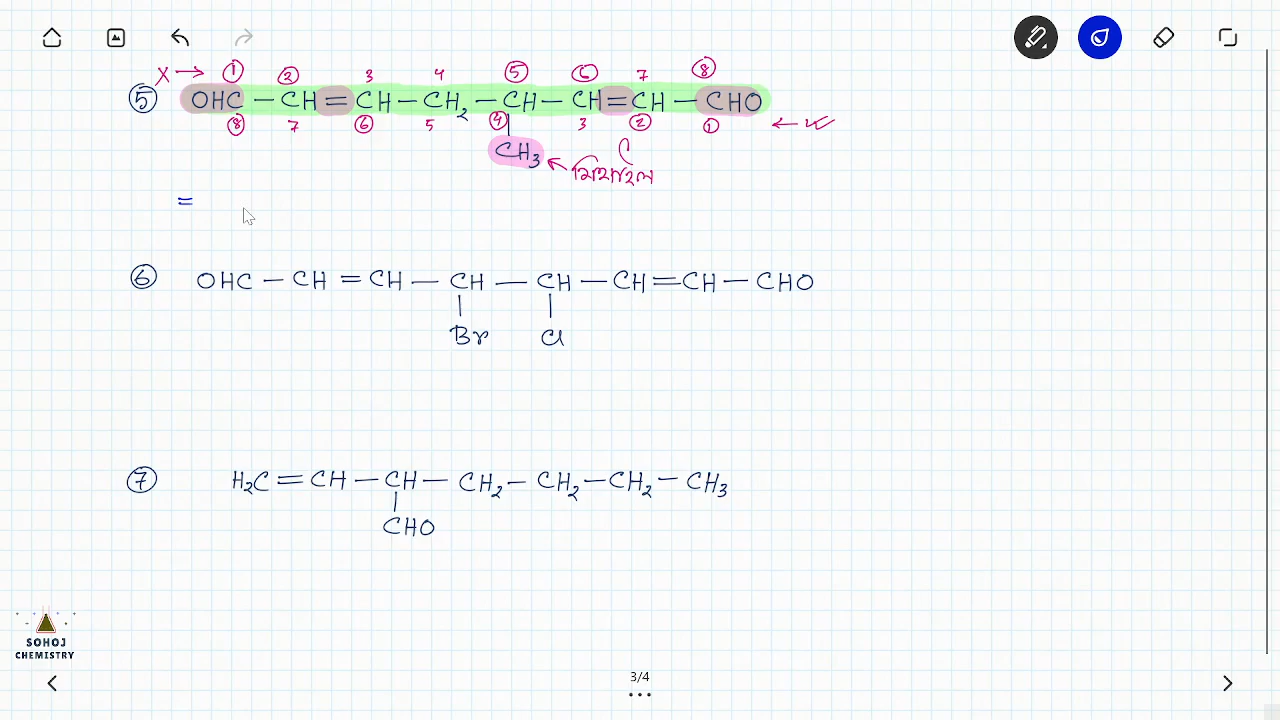 X → ① ② 3 4 ⑤ ⑥ 7 ⑧
⑤ OHC — CH = CH — CH₂ — CH — CH = CH — CHO
⑧ 7 ⑥ 5 ④ 3 ② ① ← ✓
CH₃ ←
=
⑥ OHC — CH = CH — CH — CH — CH = CH — CHO
Br Cl
⑦ H₂C = CH — CH — CH₂ — CH₂ — CH₂ — CH₃
CHO
SOHOJ
CHEMISTRY
3/4